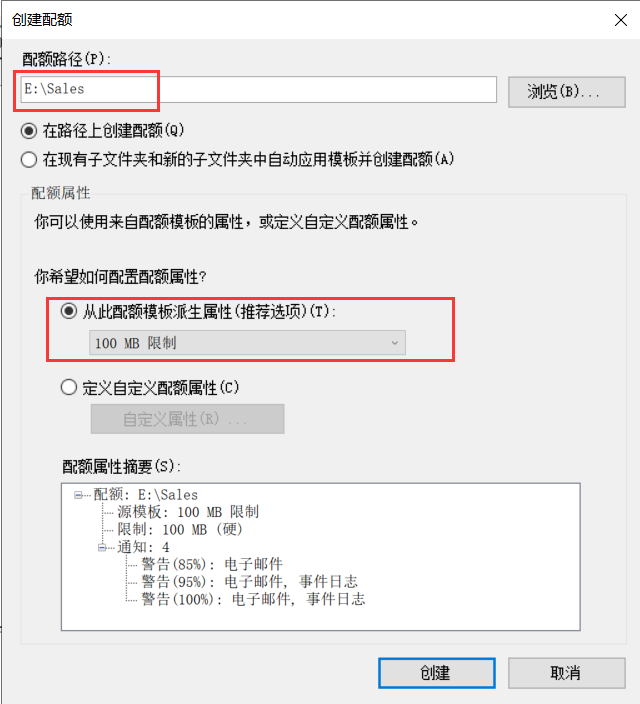 创建配额
配额路径(P):
E:\Sales
浏览(B)...
在路径上创建配额(Q)
在现有子文件夹和新的子文件夹中自动应用模板并创建配额(A)
配额属性
你可以使用来自配额模板的属性，或定义自定义配额属性。
你希望如何配置配额属性?
从此配额模板派生属性(推荐选项)(T):
100 MB 限制
定义自定义配额属性(C)
自定义属性(R) ...
配额属性摘要(S):
配额: E:\Sales
源模板: 100 MB 限制
限制: 100 MB (硬)
通知: 4
警告(85%): 电子邮件
警告(95%): 电子邮件, 事件日志
警告(100%): 电子邮件, 事件日志
创建
取消